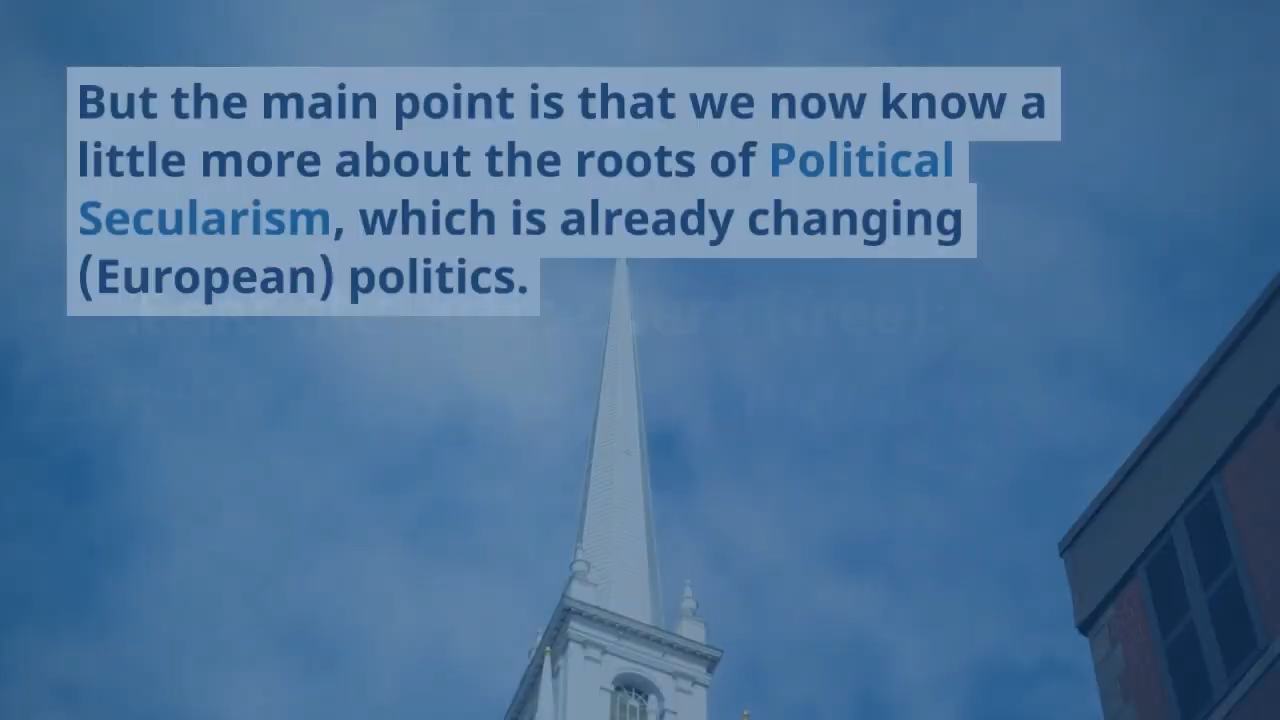 But the main point is that we now know a
little more about the roots of Political
Secularism, which is already changing
(European) politics.